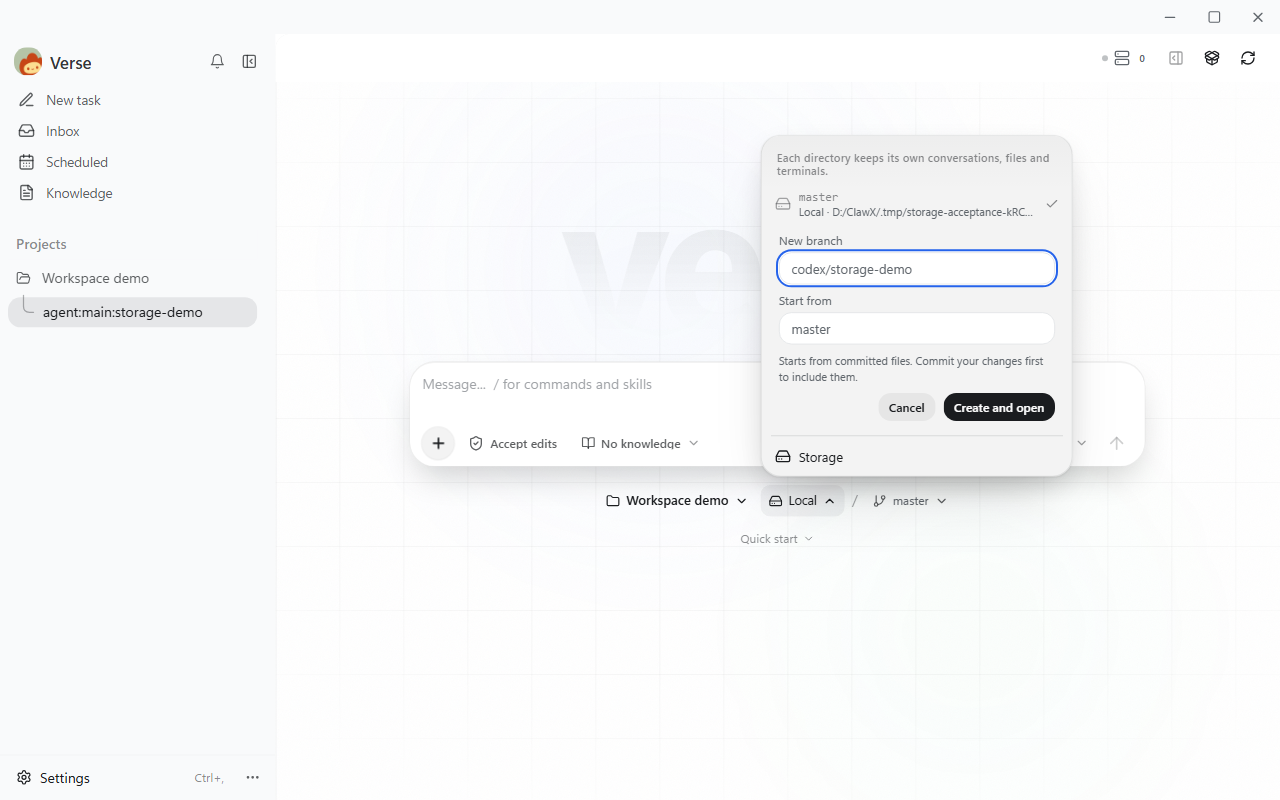 Verse
0
New task
Inbox
Scheduled
Knowledge
Projects
Workspace demo
agent:main:storage-demo
Each directory keeps its own conversations, files and
terminals.
master
Local · D:/ClawX/.tmp/storage-acceptance-kRC...
New branch
codex/storage-demo
Start from
master
Starts from committed files. Commit your changes first
to include them.
Cancel
Create and open
Storage
ve
Message... / for commands and skills
Accept edits
No knowledge
Workspace demo
Local
/
master
Quick start
Settings
Ctrl+,